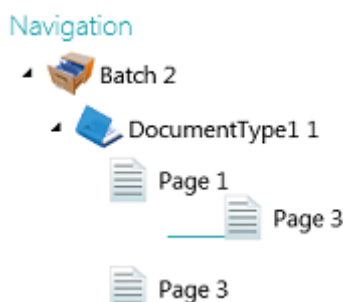 Navigation
Batch 2
DocumentType1 1
Page 1
Page 3
Page 3